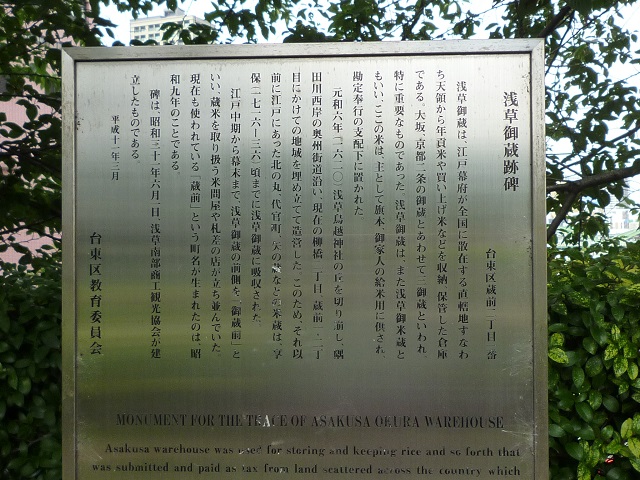 浅草御蔵跡碑
台東区蔵前二丁目一番
浅草御蔵は、江戸幕府が全国に散在する直轄地すなわ
ち天領から年貢米や買い上げ米などを収納、保管した倉庫
である。大坂、京都二条の御蔵とあわせて三御蔵といわれ、
特に重要なものであった。浅草御蔵は、また浅草御米蔵と
もいい、ここの米は、主として旗本、御家人の給米用に供され、
勘定奉行の支配下に置かれた。
元和六年(一六二〇)浅草鳥越神社の丘を切り崩し、隅
田川西岸の奥州街道沿い、現在の柳橋二丁目、蔵前一、二丁
目にかけての地域を埋め立てて造営した。このため、それ以
前に江戸にあった北の丸、代官町、矢の蔵などの米蔵は、享
保(一七一六―三六)頃までに浅草御蔵に吸収された。
江戸中期から幕末まで、浅草御蔵の前側を、「御蔵前」と
いい、蔵米を取り扱う米問屋や札差の店が立ち並んでいた。
現在も使われている「蔵前」という町名が生まれたのは、昭
和九年のことである。
碑は、昭和三十一年六月一日、浅草南部商工観光協会が建
立したものである。
平成十一年三月
台東区教育委員会
MONUMENT FOR THE TRACE OF ASAKUSA OKURA WAREHOUSE
Asakusa warehouse was used for storing and keeping rice and so forth that
was submitted and paid as tax from land scattered across the country which